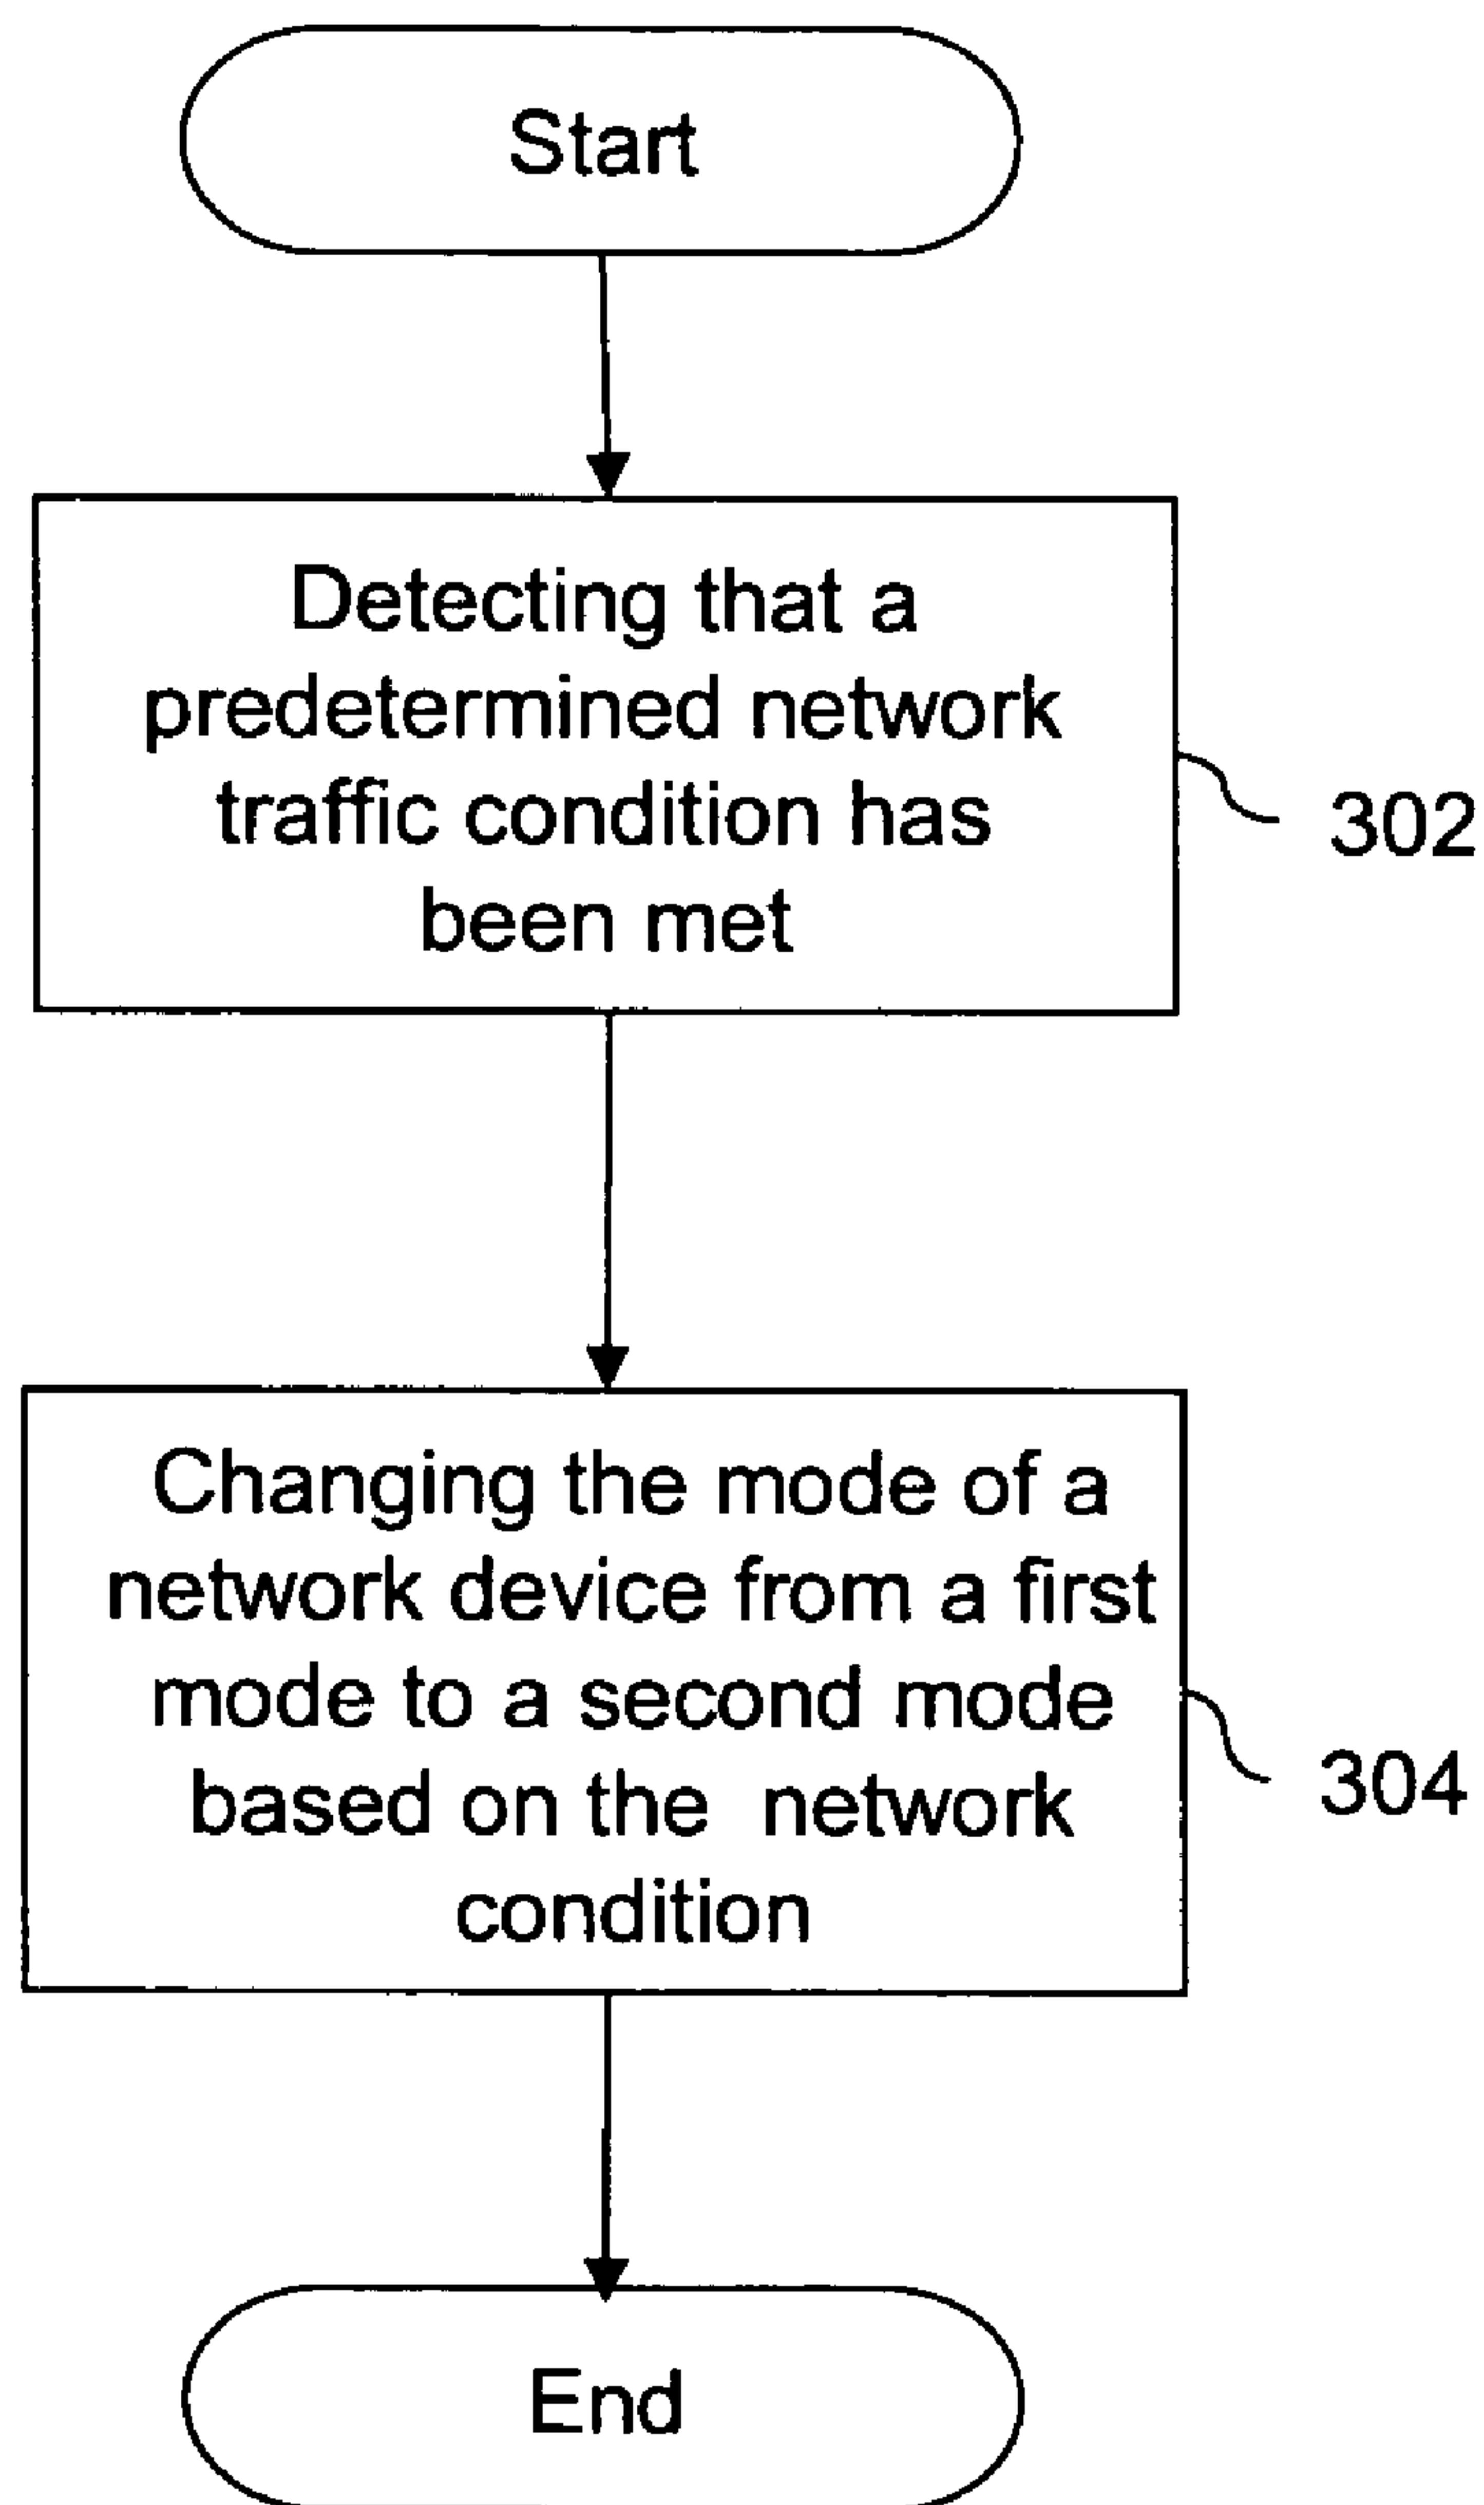 Start
Detecting that a
predetermined network
traffic condition has
been met
302
Changing the mode of a
network device from a first
mode to a second mode
based on the network
condition
304
End